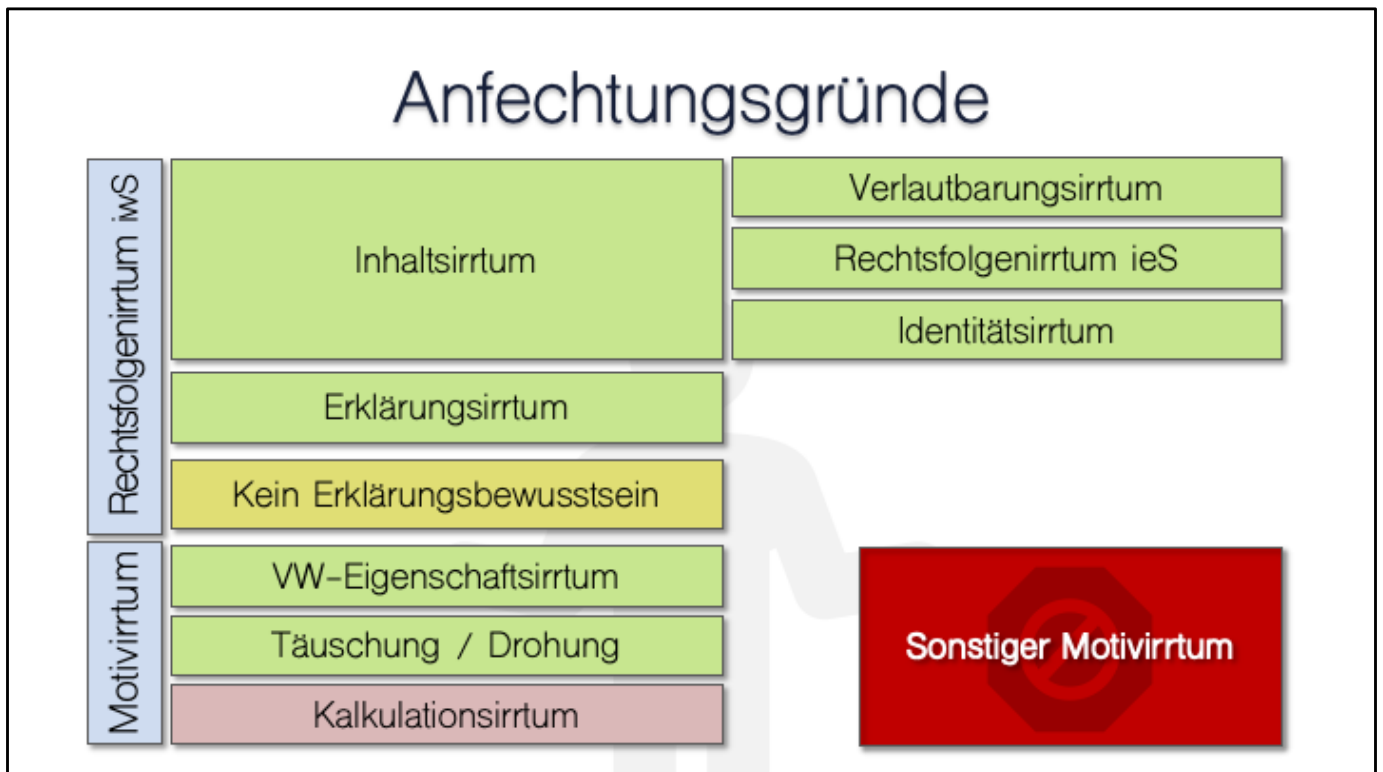 Anfechtungsgründe
Rechtsfolgenirrtum iwS
Inhaltsirrtum
Verlautbarungsirrtum
Rechtsfolgenirrtum ieS
Identitätsirrtum
Erklärungsirrtum
Kein Erklärungsbewusstsein
Motivirrtum
VW-Eigenschaftsirrtum
Täuschung / Drohung
Kalkulationsirrtum
Sonstiger Motivirrtum